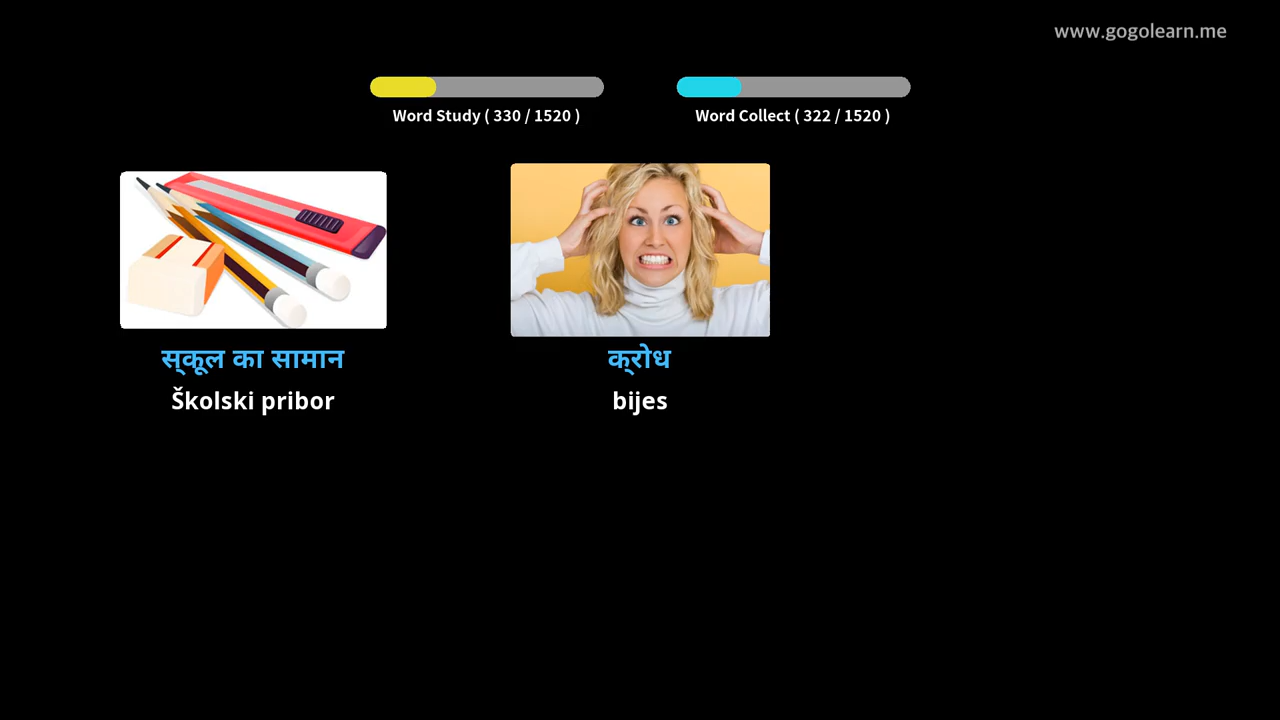 www.gogolearn.me
Word Study ( 330 / 1520 )
Word Collect ( 322 / 1520 )
स्कूल का सामान
Školski pribor
क्रोध
bijes